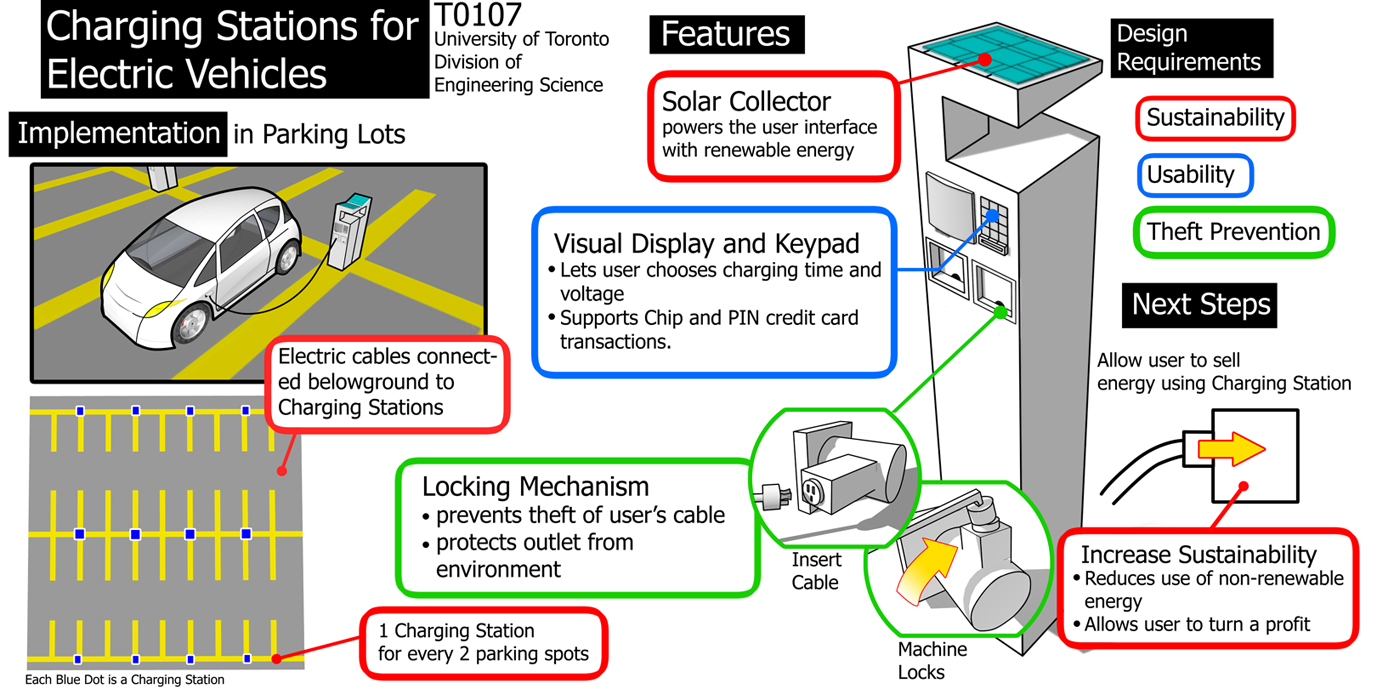 Charging Stations for
Electric Vehicles
T0107
University of Toronto
Division of
Engineering Science
Implementation in Parking Lots
Electric cables connect-
ed belowground to
Charging Stations
1 Charging Station
for every 2 parking spots
Each Blue Dot is a Charging Station
Features
Solar Collector
powers the user interface
with renewable energy
Visual Display and Keypad
• Lets user chooses charging time and
voltage
• Supports Chip and PIN credit card
transactions.
Locking Mechanism
• prevents theft of user's cable
• protects outlet from
environment
Insert
Cable
Machine
Locks
Design
Requirements
Sustainability
Usability
Theft Prevention
Next Steps
Allow user to sell
energy using Charging Station
Increase Sustainability
• Reduces use of non-renewable
energy
• Allows user to turn a profit